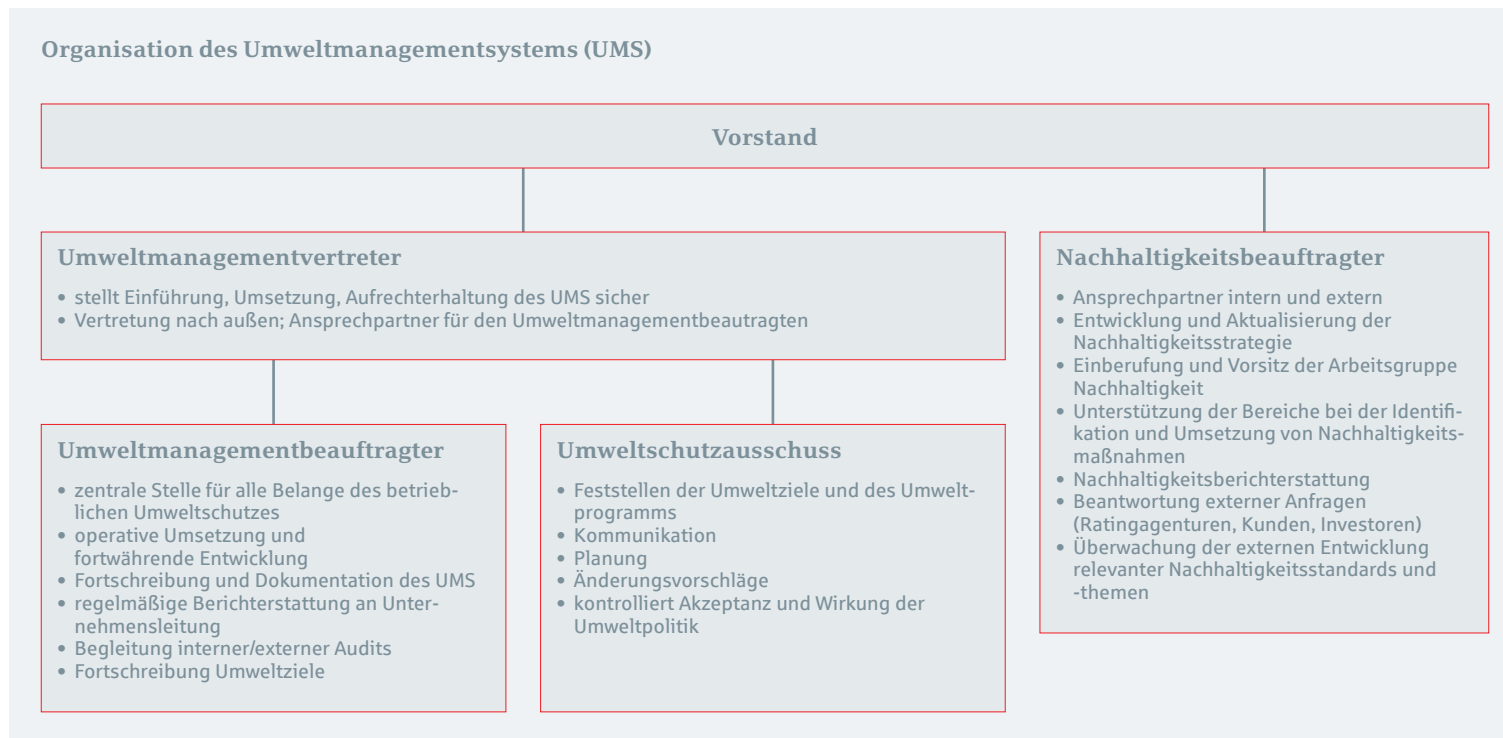 Organisation des Umweltmanagementsystems (UMS)
Vorstand
Umweltmanagementvertreter
• stellt Einführung, Umsetzung, Aufrechterhaltung des UMS sicher
• Vertretung nach außen; Ansprechpartner für den Umweltmanagementbeautragten
Umweltmanagementbeauftragter
• zentrale Stelle für alle Belange des betrieb-
lichen Umweltschutzes
• operative Umsetzung und
fortwährende Entwicklung
• Fortschreibung und Dokumentation des UMS
• regelmäßige Berichterstattung an Unter-
nehmensleitung
• Begleitung interner/externer Audits
• Fortschreibung Umweltziele
Umweltschutzausschuss
• Feststellen der Umweltziele und des Umwelt-
programms
• Kommunikation
• Planung
• Änderungsvorschläge
• kontrolliert Akzeptanz und Wirkung der
Umweltpolitik
Nachhaltigkeitsbeauftragter
• Ansprechpartner intern und extern
• Entwicklung und Aktualisierung der
Nachhaltigkeitsstrategie
• Einberufung und Vorsitz der Arbeitsgruppe
Nachhaltigkeit
• Unterstützung der Bereiche bei der Identifi-
kation und Umsetzung von Nachhaltigkeits-
maßnahmen
• Nachhaltigkeitsberichterstattung
• Beantwortung externer Anfragen
(Ratingagenturen, Kunden, Investoren)
• Überwachung der externen Entwicklung
relevanter Nachhaltigkeitsstandards und
-themen